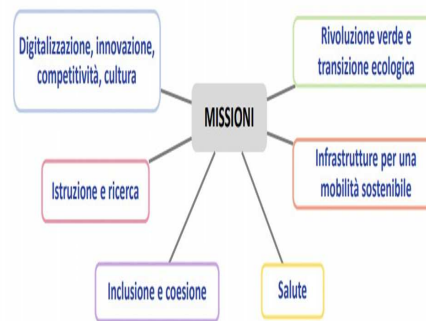 Digitalizzazione, innovazione,
competitività, cultura
Rivoluzione verde e
transizione ecologica
MISSIONI
Istruzione e ricerca
Infrastrutture per una
mobilità sostenibile
Inclusione e coesione
Salute